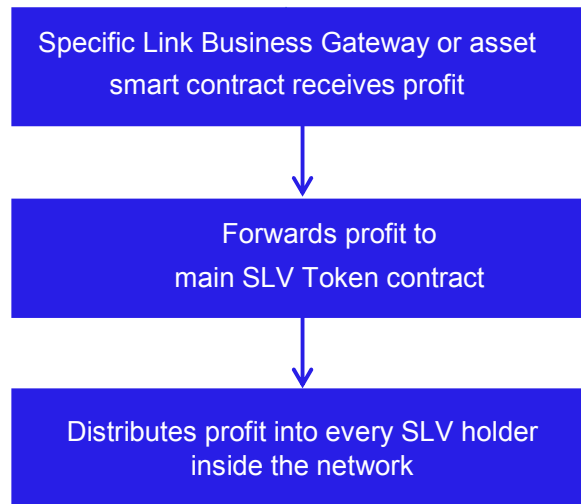 Specific Link Business Gateway or asset
smart contract receives profit
Forwards profit to
main SLV Token contract
Distributes profit into every SLV holder
inside the network